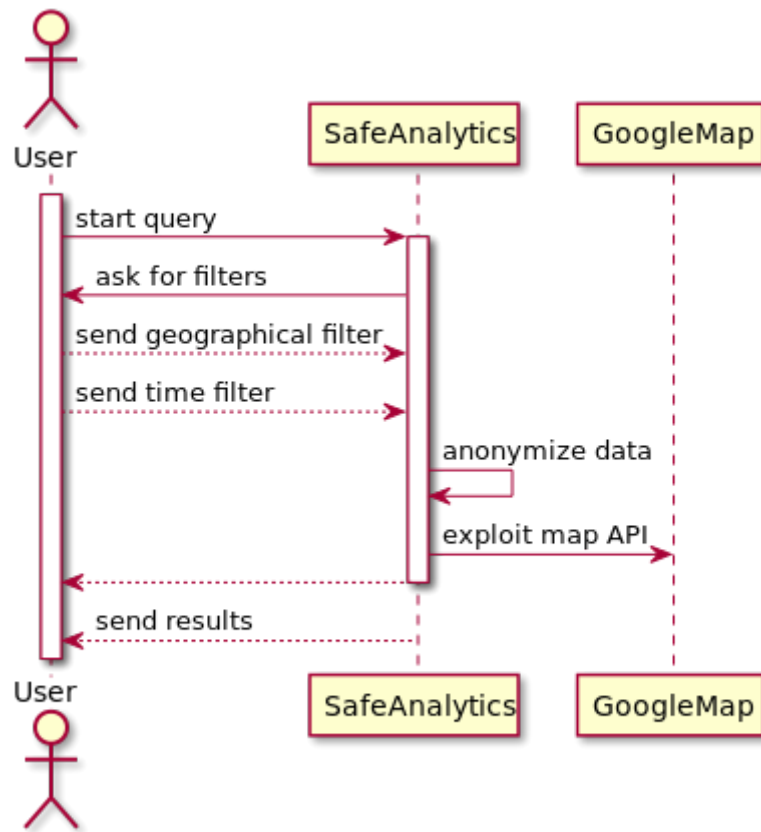 User
SafeAnalytics
GoogleMap
start query
ask for filters
send geographical filter
send time filter
anonymize data
exploit map API
send results
User
SafeAnalytics
GoogleMap